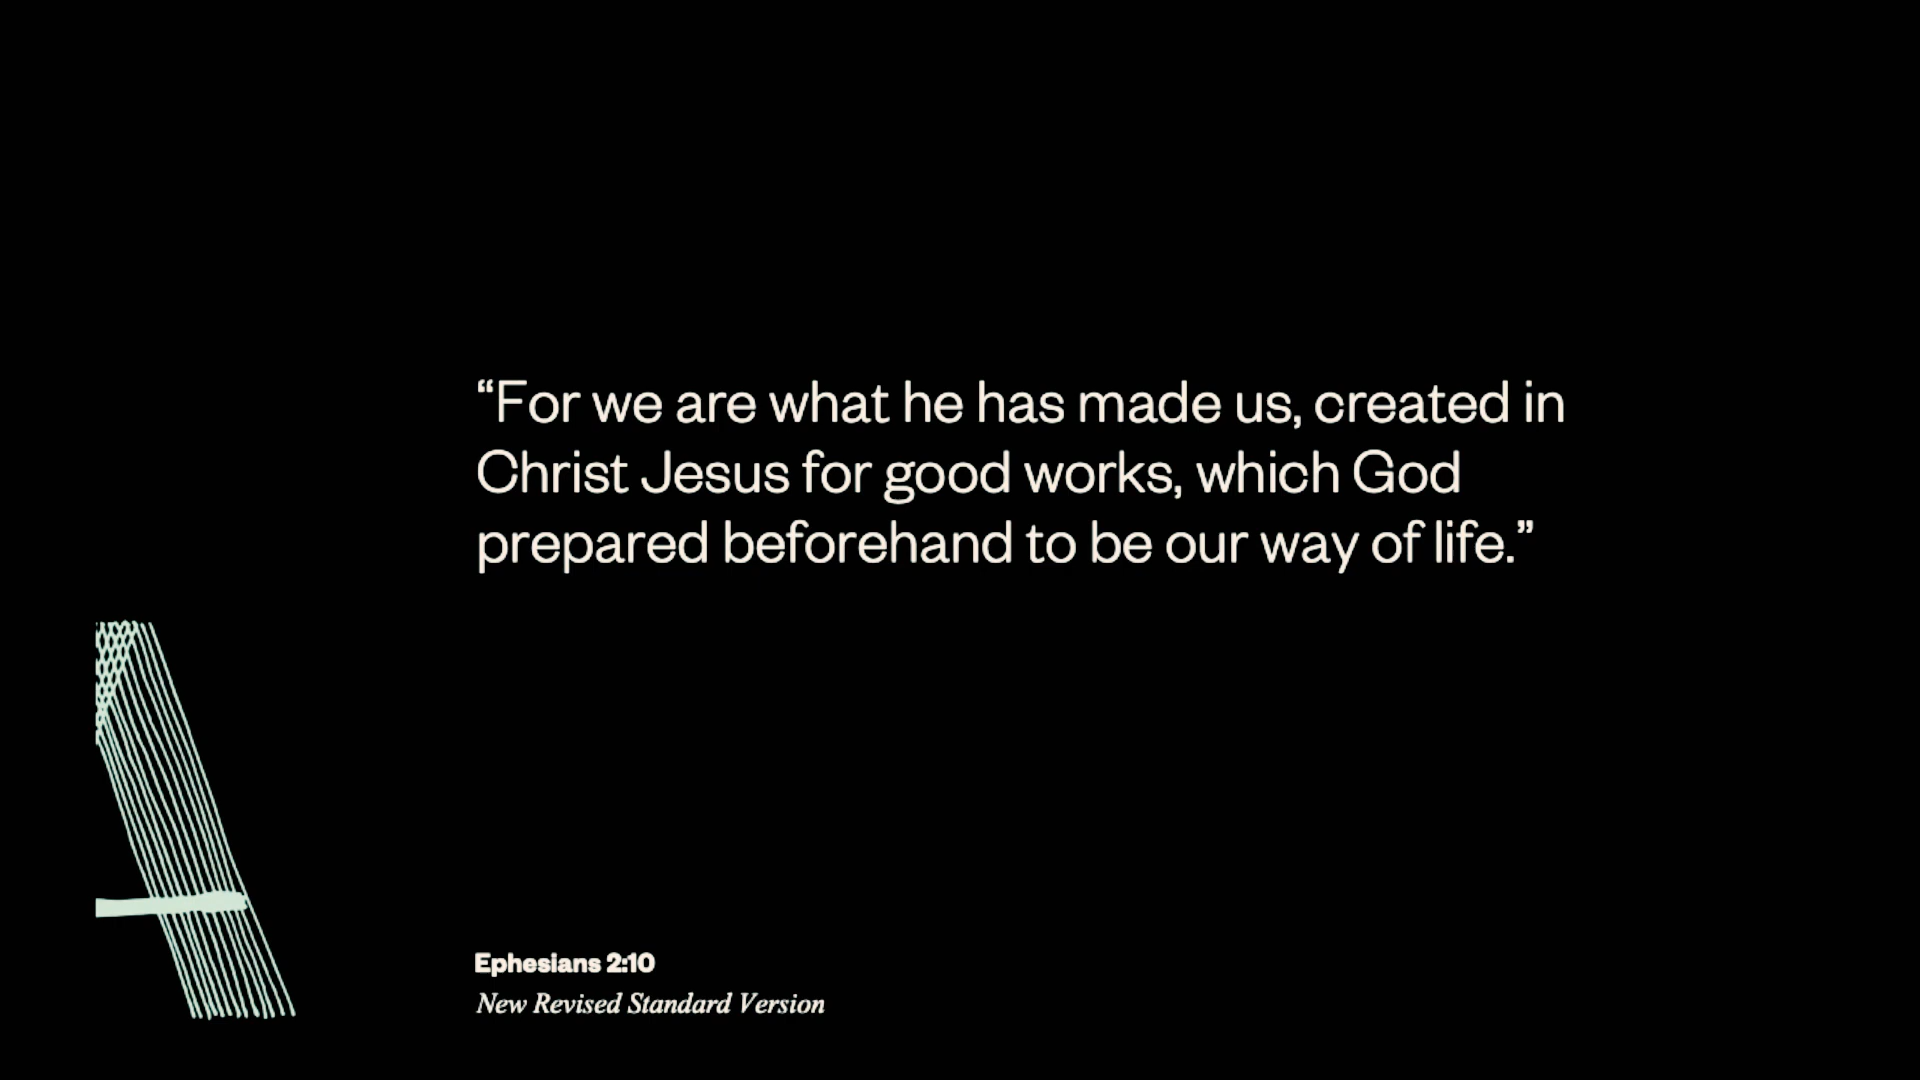 “For we are what he has made us, created in
Christ Jesus for good works, which God
prepared beforehand to be our way of life.”
Ephesians 2:10
New Revised Standard Version